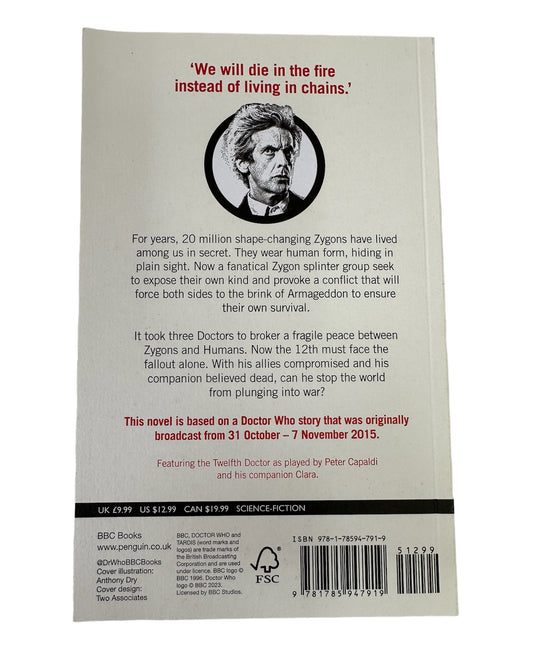 ‘We will die in the fire
instead of living in chains.’
For years, 20 million shape-changing Zygons have lived
among us in secret. They wear human form, hiding in
plain sight. Now a fanatical Zygon splinter group seek
to expose their own kind and provoke a conflict that will
force both sides to the brink of Armageddon to ensure
their own survival.
It took three Doctors to broker a fragile peace between
Zygons and Humans. Now the 12th must face the
fallout alone. With his allies compromised and his
companion believed dead, can he stop the world
from plunging into war?
This novel is based on a Doctor Who story that was originally
broadcast from 31 October – 7 November 2015.
Featuring the Twelfth Doctor as played by Peter Capaldi
and his companion Clara.
UK £9.99 US $12.99 CAN $19.99 SCIENCE-FICTION
BBC Books
www.penguin.co.uk
@DrWhoBBCBooks
Cover illustration:
Anthony Dry
Cover design:
Two Associates
BBC, DOCTOR WHO and
TARDIS (word marks and
logos) are trade marks of
the British Broadcasting
Corporation and are used
under licence. BBC logo ©
BBC 1996. Doctor Who
logo © BBC 2023.
Licensed by BBC Studios.
FSC
ISBN 978-1-78594-791-9
51299
9 781785 947919